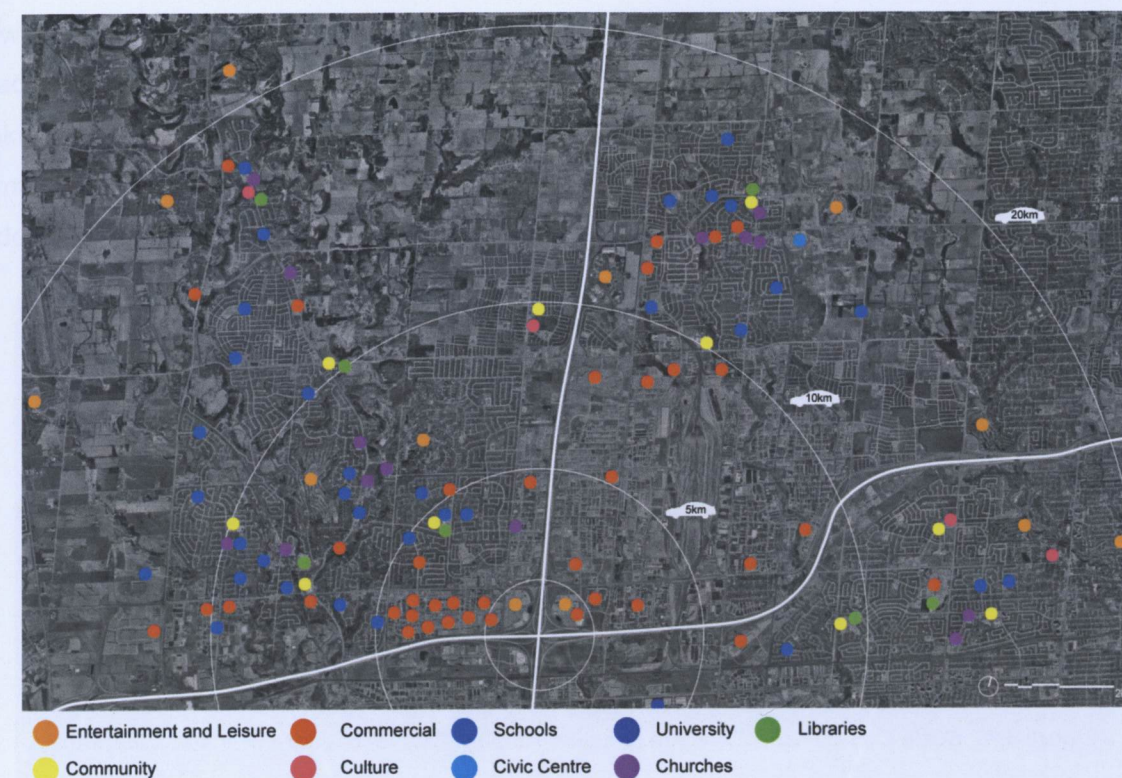 20km
10km
5km
Entertainment and Leisure Commercial Schools University Libraries
Community Culture Civic Centre Churches